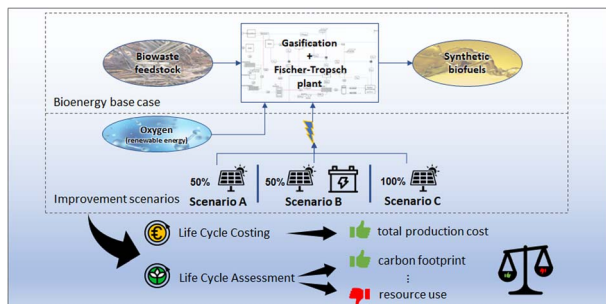 Biowaste
feedstock
Gasification
+
Fischer-Tropsch
plant
Synthetic
biofuels
Bioenergy base case
Oxygen
(renewable energy)
50%
50%
100%
Scenario A
Scenario B
Scenario C
Improvement scenarios
€
Life Cycle Costing
total production cost
Life Cycle Assessment
carbon footprint
⋮
resource use